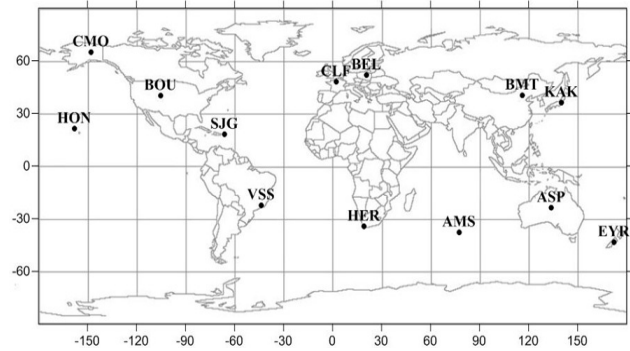 CMO
60
CLF BEL
BOU
BMT
KAK
30
HON
SJG
0
VSS
ASP
-30
HER
AMS
EYR
-60
-150 -120 -90 -60 -30 0 30 60 90 120 150